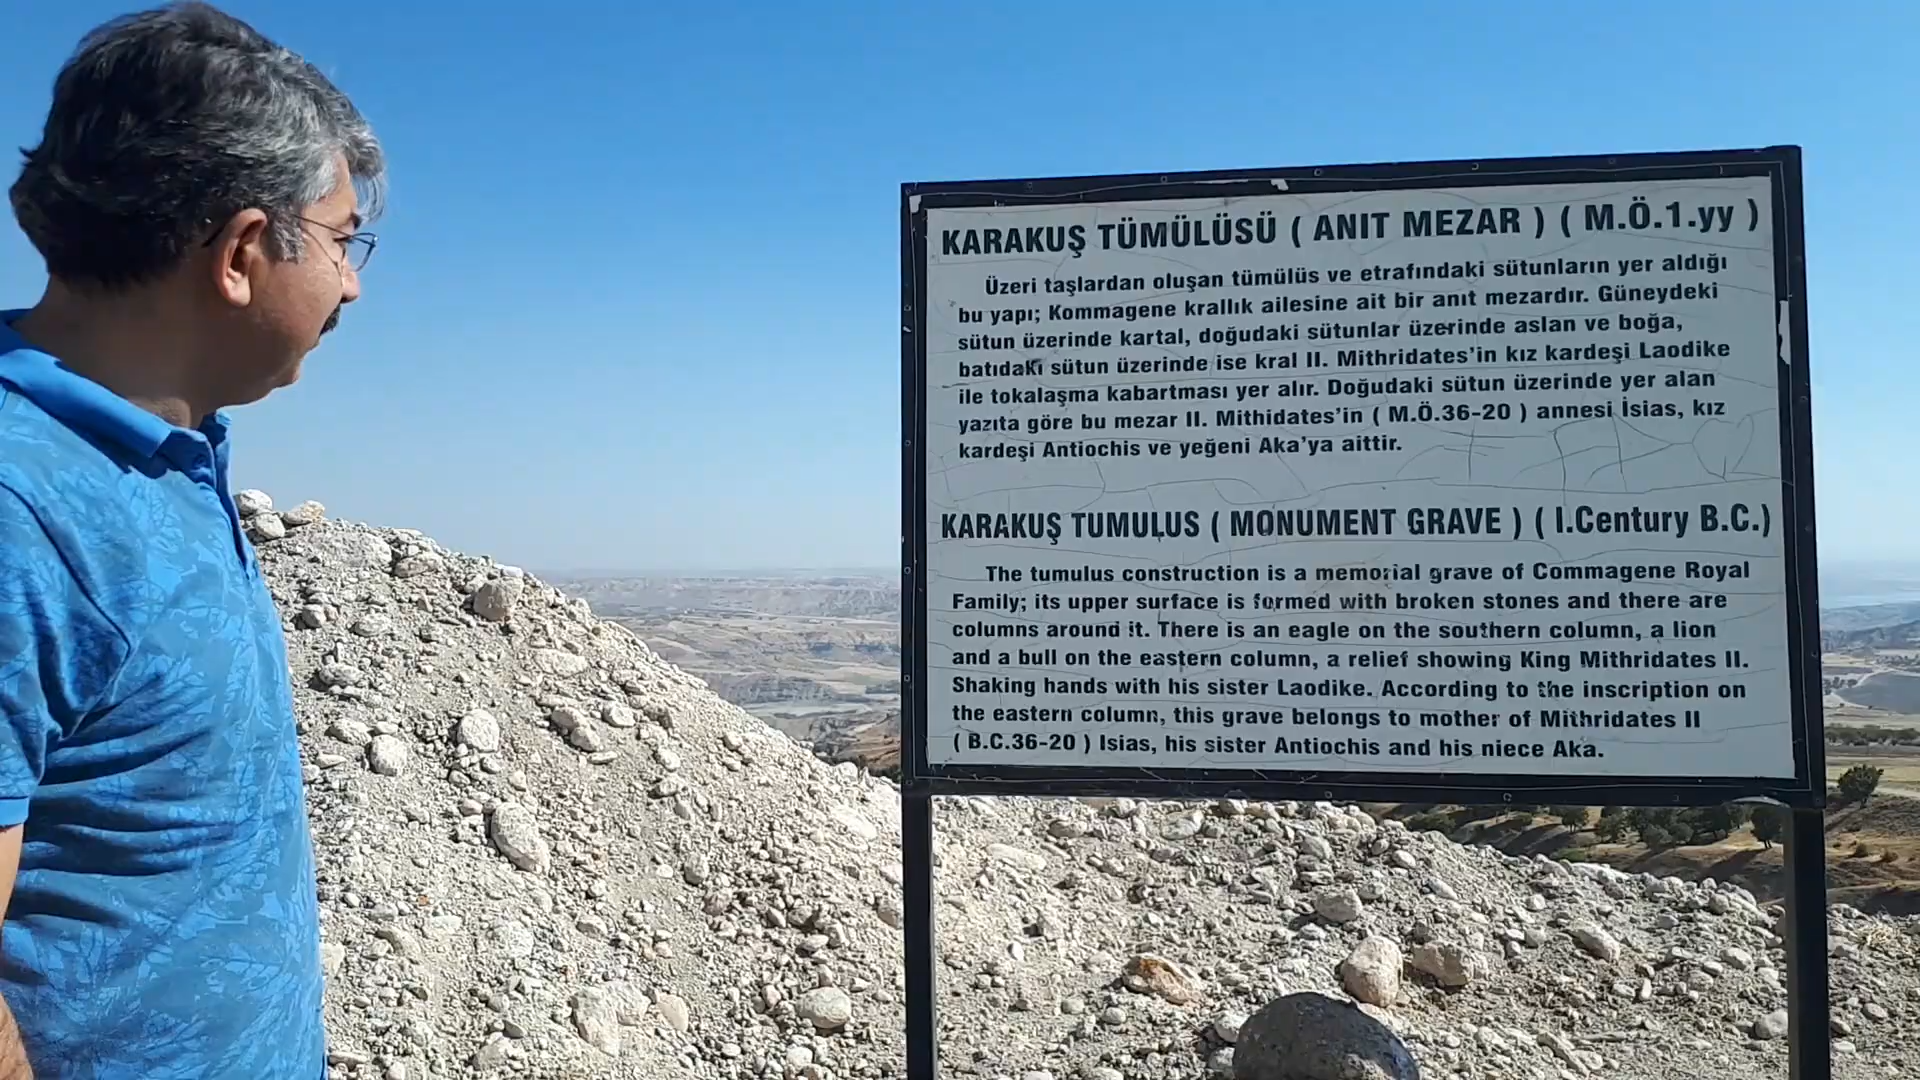 KARAKUŞ TÜMÜLÜSÜ ( ANIT MEZAR ) ( M.Ö.1.yy )
Üzeri taşlardan oluşan tümülüs ve etrafındaki sütunların yer aldığı
bu yapı; Kommagene krallık ailesine ait bir anıt mezardır. Güneydeki
sütun üzerinde kartal, doğudaki sütunlar üzerinde aslan ve boğa,
batıdaki sütun üzerinde ise kral II. Mithridates'in kız kardeşi Laodike
ile tokalaşma kabartması yer alır. Doğudaki sütun üzerinde yer alan
yazıta göre bu mezar II. Mithidates'in ( M.Ö.36-20 ) annesi İsias, kız
kardeşi Antiochis ve yeğeni Aka'ya aittir.
KARAKUŞ TUMULUS ( MONUMENT GRAVE ) ( I.Century B.C.)
The tumulus construction is a memorial grave of Commagene Royal
Family; its upper surface is formed with broken stones and there are
columns around it. There is an eagle on the southern column, a lion
and a bull on the eastern column, a relief showing King Mithridates II.
Shaking hands with his sister Laodike. According to the inscription on
the eastern column, this grave belongs to mother of Mithridates II
( B.C.36-20 ) Isias, his sister Antiochis and his niece Aka.